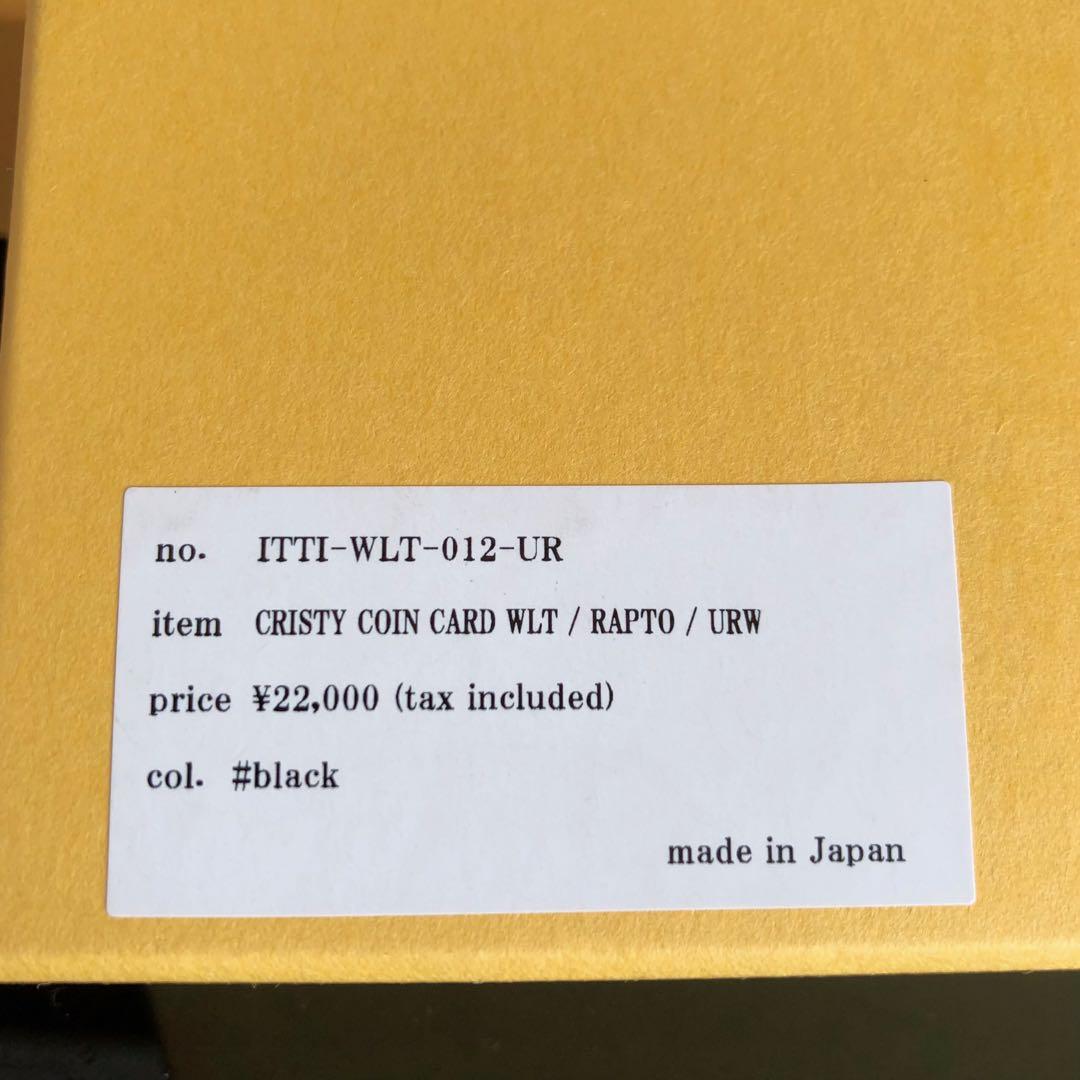 no. ITTI-WLT-012-UR
item CRISTY COIN CARD WLT / RAPTO / URW
price ¥22,000 (tax included)
col. #black
made in Japan